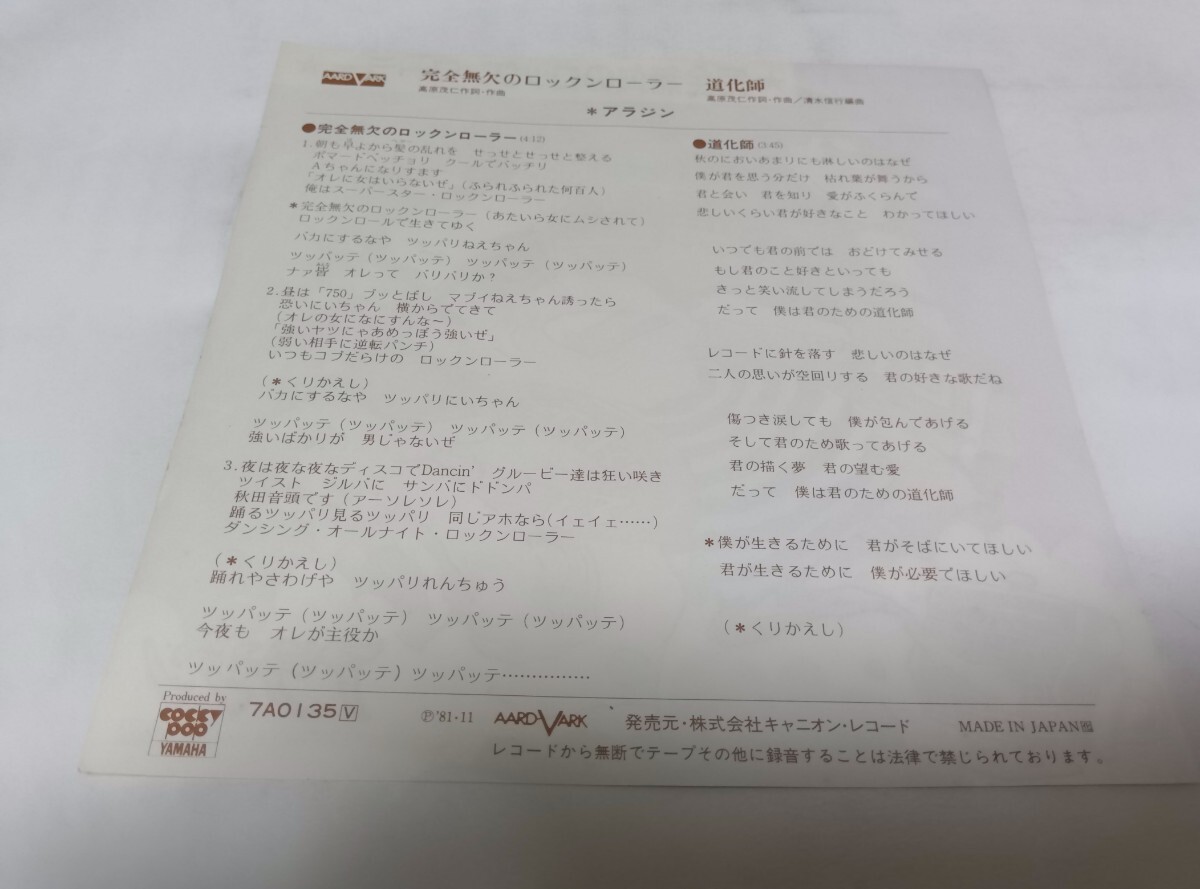 AARDVARK
完全無欠のロックンローラー 道化師
高原茂仁作詞・作曲 高原茂仁作詞・作曲/清水信行編曲
＊アラジン
●完全無欠のロックンローラー(4:12)
1.朝も早よから髪の乱れを せっせとせっせと整える
ポマードベッチョリ クールでバッチリ
Aちゃんになりすます
「オレに女はいらないぜ」(ふられふられた何百人)
俺はスーパースター・ロックンローラー
＊完全無欠のロックンローラー(あたいら女にムシされて)
ロックンロールで生きてゆく
バカにするなや ツッパリねえちゃん
ツッパッテ(ツッパッテ) ツッパッテ(ツッパッテ)
ナァ皆 オレって バリバリか?
2.昼は「750」ブッとばし マブイねえちゃん誘ったら
恐いにいちゃん 横からでてきて
(オレの女になにすんな〜)
「強いヤツにゃあめっぽう強いぜ」
(弱い相手に逆転パンチ)
いつもコブだらけの ロックンローラー
(＊くりかえし)
バカにするなや ツッパリにいちゃん
ツッパッテ(ツッパッテ) ツッパッテ(ツッパッテ)
強いばかりが 男じゃないぜ
3.夜は夜な夜なディスコでDancin' グルーピー達は狂い咲き
ツイスト ジルバに サンバにドドンパ
秋田音頭です(アーソレソレ)
踊るツッパリ見るツッパリ 同じアホなら(イェイェ……)
ダンシング・オールナイト・ロックンローラー
(＊くりかえし)
踊れやさわげや ツッパリれんちゅう
ツッパッテ(ツッパッテ) ツッパッテ(ツッパッテ)
今夜も オレが主役か
ツッパッテ(ツッパッテ)ツッパッテ……………
●道化師(3:45)
秋のにおいあまりにも淋しいのはなぜ
僕が君を思う分だけ 枯れ葉が舞うから
君と会い 君を知り 愛がふくらんで
悲しいくらい君が好きなこと わかってほしい
いつでも君の前では おどけてみせる
もし君のこと好きといっても
きっと笑い流してしまうだろう
だって 僕は君のための道化師
レコードに針を落す 悲しいのはなぜ
二人の思いが空回りする 君の好きな歌だね
傷つき涙しても 僕が包んであげる
そして君のため歌ってあげる
君の描く夢 君の望む愛
だって 僕は君のための道化師
＊僕が生きるために 君がそばにいてほしい
君が生きるために 僕が必要でほしい
(＊くりかえし)
Produced by
COCKY POP
YAMAHA
7A0135 V ℗'81・11 AARDVARK 発売元・株式会社キャニオン・レコード MADE IN JAPAN
レコードから無断でテープその他に録音することは法律で禁じられております。